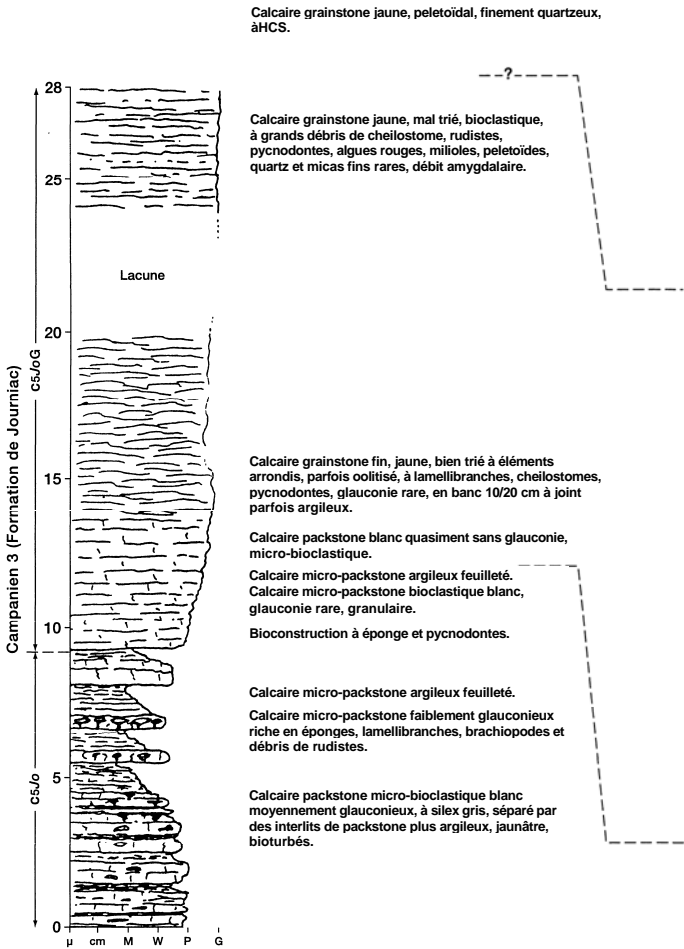 Calcaire grainstone jaune, peletoïdal, finement quartzeux,
àHCS.
?
28
Calcaire grainstone jaune, mal trié, bioclastique,
à grands débris de cheilostome, rudistes,
pycnodontes, algues rouges, milioles, peletoïdes,
quartz et micas fins rares, débit amygdalaire.
25
Lacune
20
Campanien 3 (Formation de Journiac)
c5JoG
Calcaire grainstone fin, jaune, bien trié à éléments
arrondis, parfois oolitisé, à lamellibranches, cheilostomes,
pycnodontes, glauconie rare, en banc 10/20 cm à joint
parfois argileux.
15
Calcaire packstone blanc quasiment sans glauconie,
micro-bioclastique.
Calcaire micro-packstone argileux feuilleté.
Calcaire micro-packstone bioclastique blanc,
glauconie rare, granulaire.
10
Bioconstruction à éponge et pycnodontes.
Calcaire micro-packstone argileux feuilleté.
Calcaire micro-packstone faiblement glauconieux
riche en éponges, lamellibranches, brachiopodes et
débris de rudistes.
5
c5Jo
Calcaire packstone micro-bioclastique blanc
moyennement glauconieux, à silex gris, séparé par
des interlits de packstone plus argileux, jaunâtre,
bioturbés.
0
µ cm M W P G